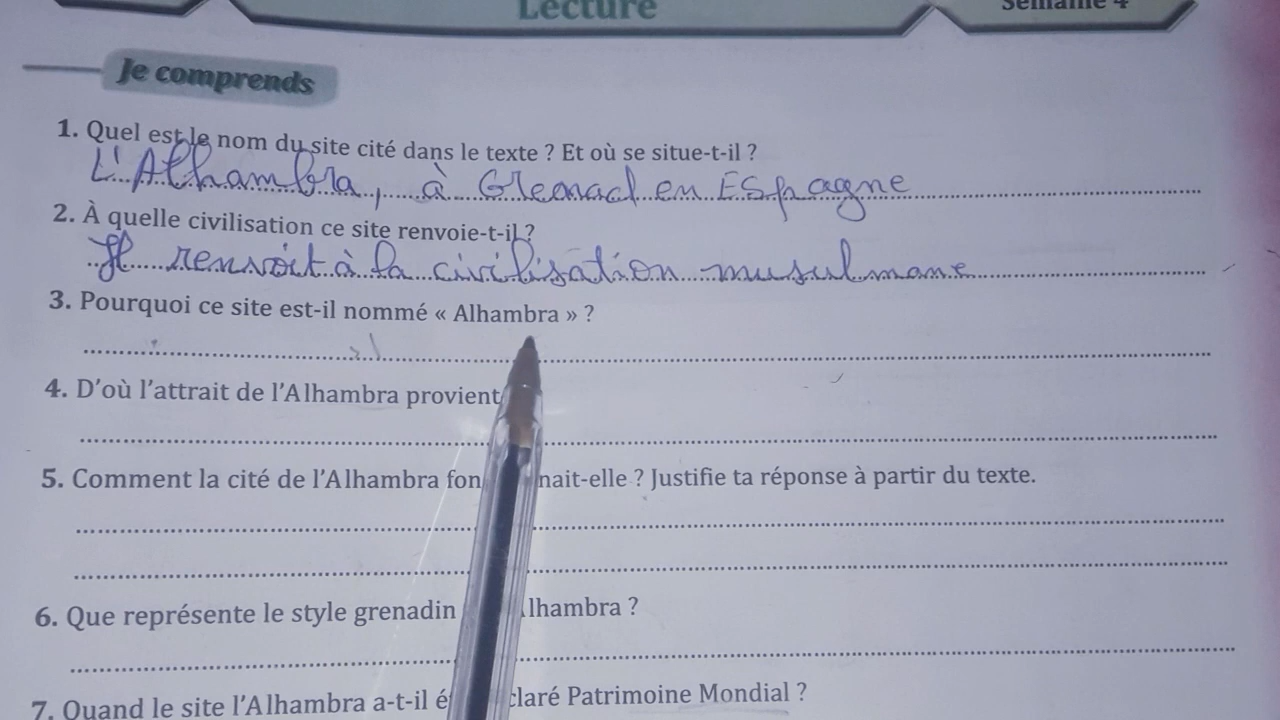 Lecture
Semaine 4
Je comprends
1. Quel est le nom du site cité dans le texte ? Et où se situe-t-il ?
L'Alhambra, à Grenad en Espagne
2. À quelle civilisation ce site renvoie-t-il ?
Il renvoit à la civilisation musulmane
3. Pourquoi ce site est-il nommé « Alhambra » ?
4. D'où l'attrait de l'Alhambra provient
5. Comment la cité de l'Alhambra fon nait-elle ? Justifie ta réponse à partir du texte.
6. Que représente le style grenadin lhambra ?
7. Quand le site l'Alhambra a-t-il é claré Patrimoine Mondial ?